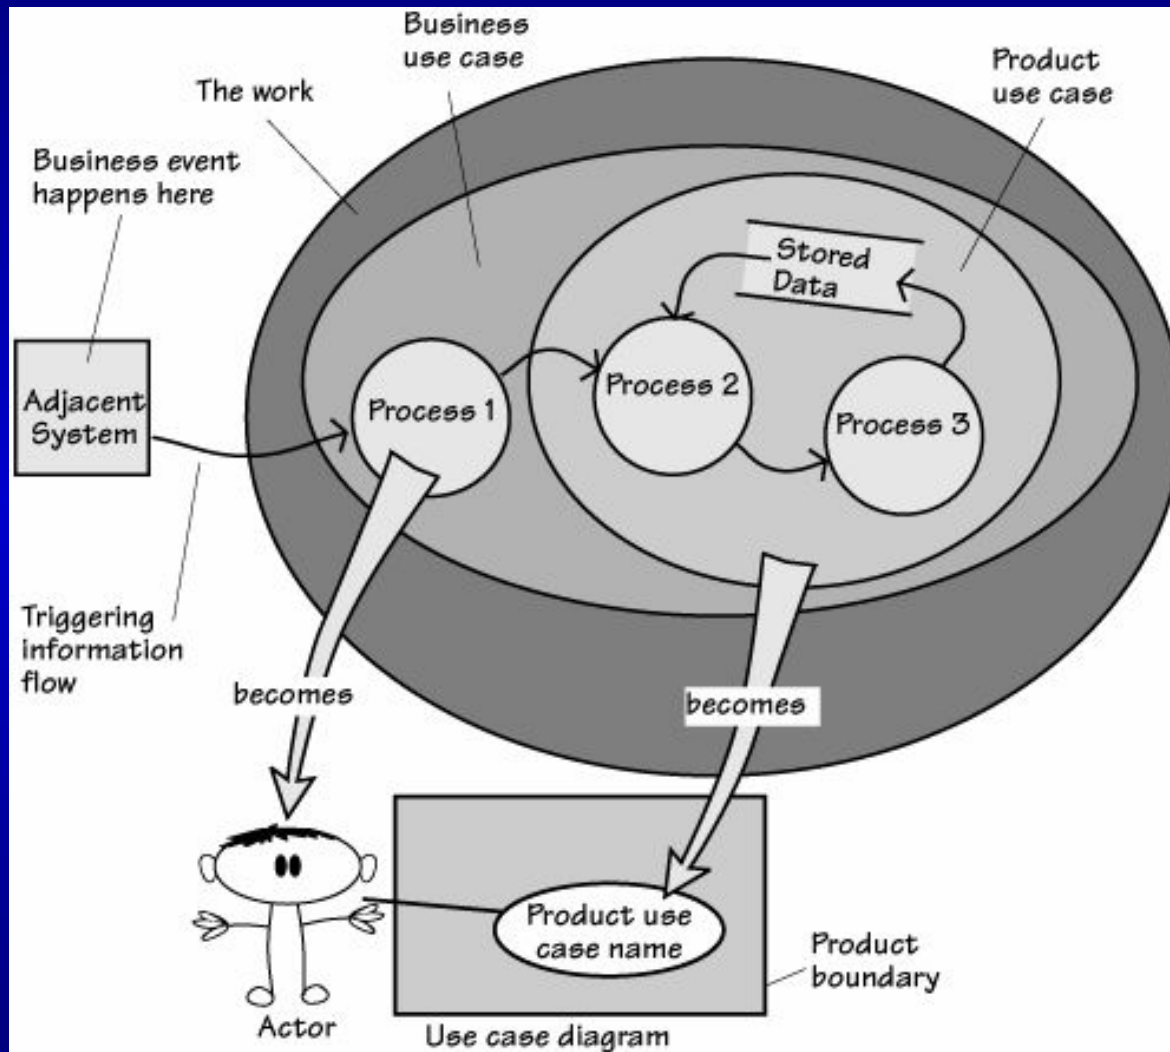 Business
use case
Product
use case
The work
Business event
happens here
Stored
Data
Process 1
Process 2
Process 3
Adjacent
System
Triggering
information
flow
becomes
becomes
Product use
case name
Product
boundary
Actor
Use case diagram